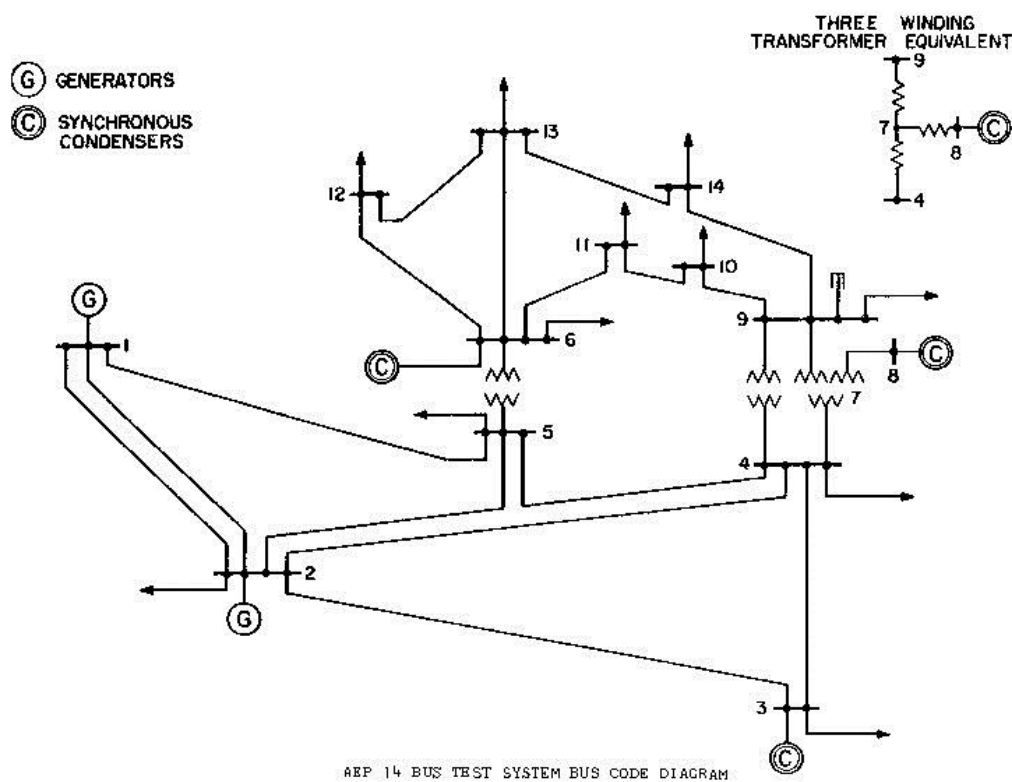 THREE WINDING
TRANSFORMER EQUIVALENT
9
7
C
8
4
G GENERATORS
C SYNCHRONOUS
CONDENSERS
13
12
14
11
10
G
1
6
9
C
8
C
7
5
4
2
G
3
C
AEP 14 BUS TEST SYSTEM BUS CODE DIAGRAM